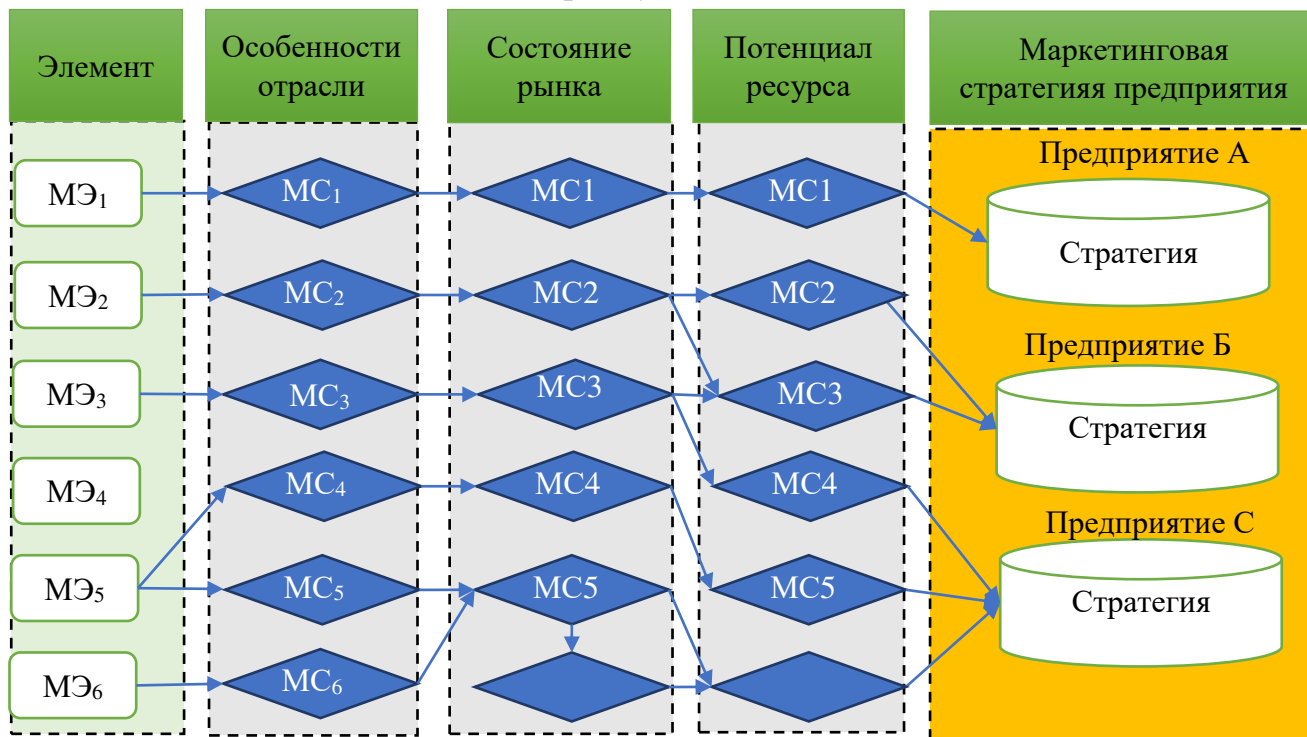 Элемент
Особенности
отрасли
Состояние
рынка
Потенциал
ресурса
Маркетинговая
стратегияя предприятия
МЭ₁
МС₁
МС1
МС1
Предприятие А
Стратегия
МЭ₂
МС₂
МС2
МС2
Предприятие Б
Стратегия
МЭ₃
МС₃
МС3
МС3
МЭ₄
МС₄
МС4
МС4
Предприятие С
Стратегия
МЭ₅
МС₅
МС5
МС5
МЭ₆
МС₆